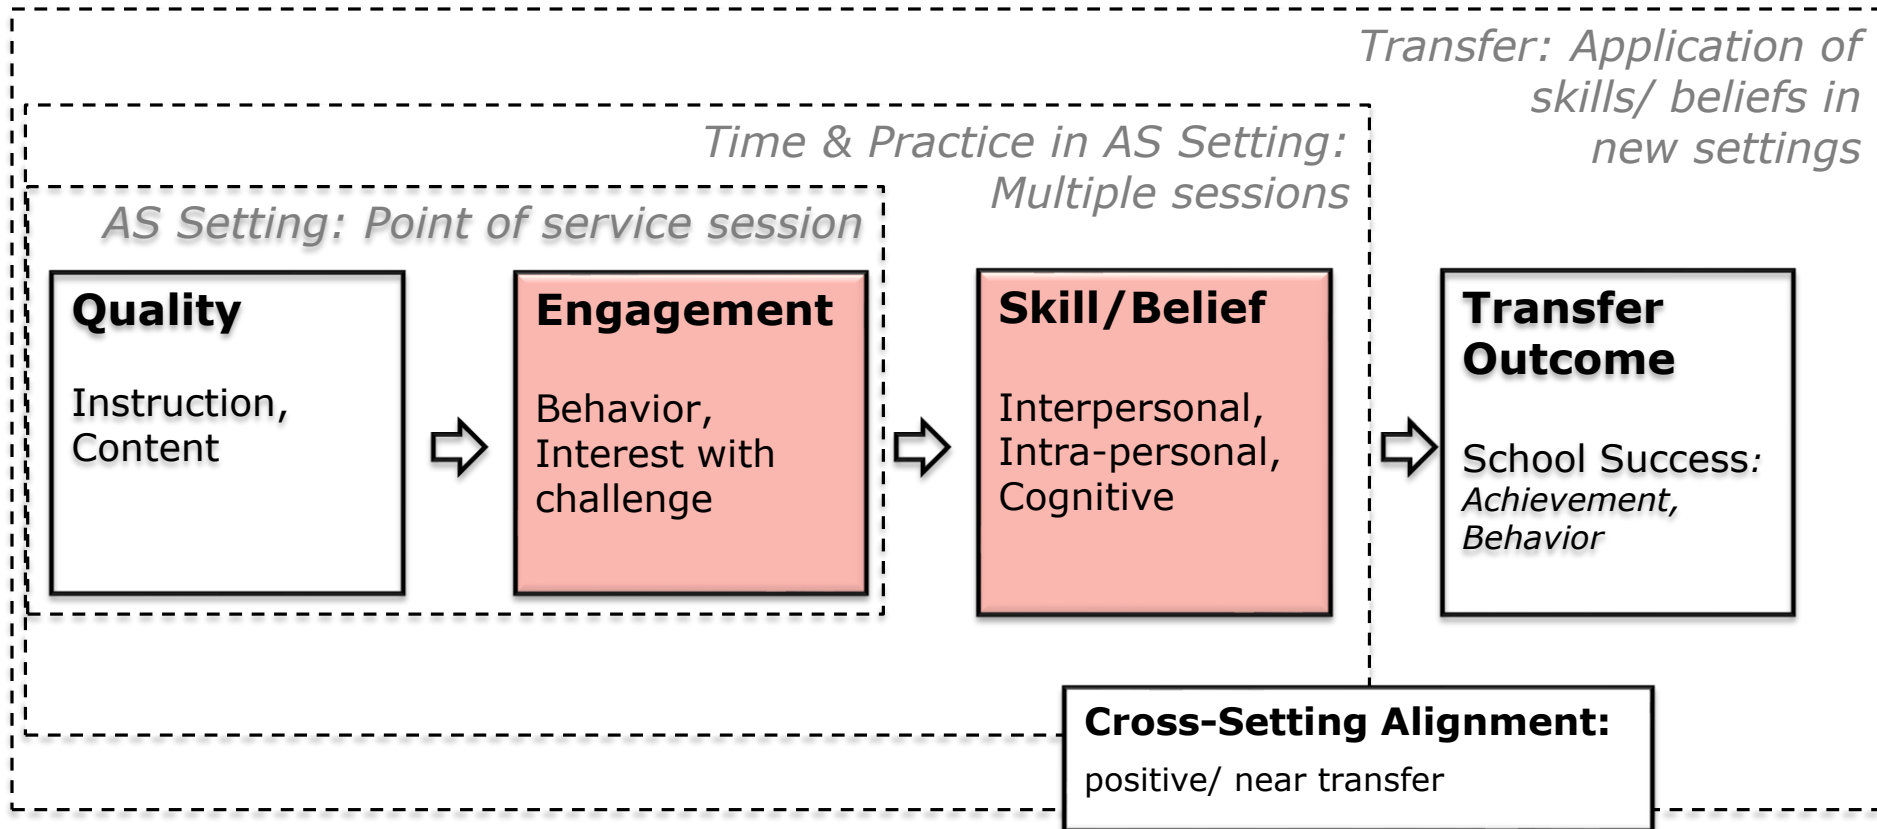 Transfer: Application of
skills/ beliefs in
new settings
Time & Practice in AS Setting:
Multiple sessions
AS Setting: Point of service session
Quality
Instruction,
Content
Engagement
Behavior,
Interest with
challenge
Skill/Belief
Interpersonal,
Intra-personal,
Cognitive
Transfer
Outcome
School Success:
Achievement,
Behavior
Cross-Setting Alignment:
positive/ near transfer